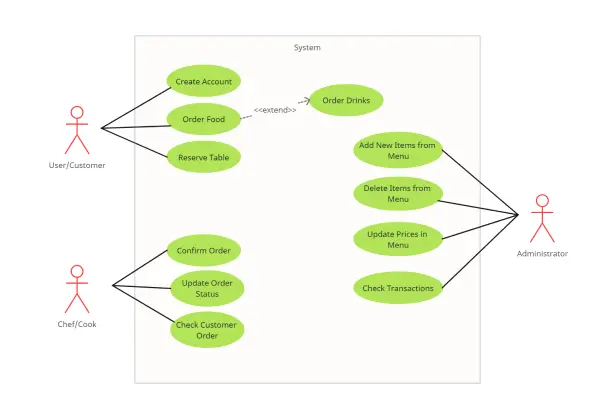 System
Create Account
Order Food
<<extend>>
Order Drinks
Reserve Table
User/Customer
Add New Items from
Menu
Delete Items from
Menu
Update Prices in
Menu
Check Transactions
Administrator
Confirm Order
Update Order
Status
Check Customer
Order
Chef/Cook